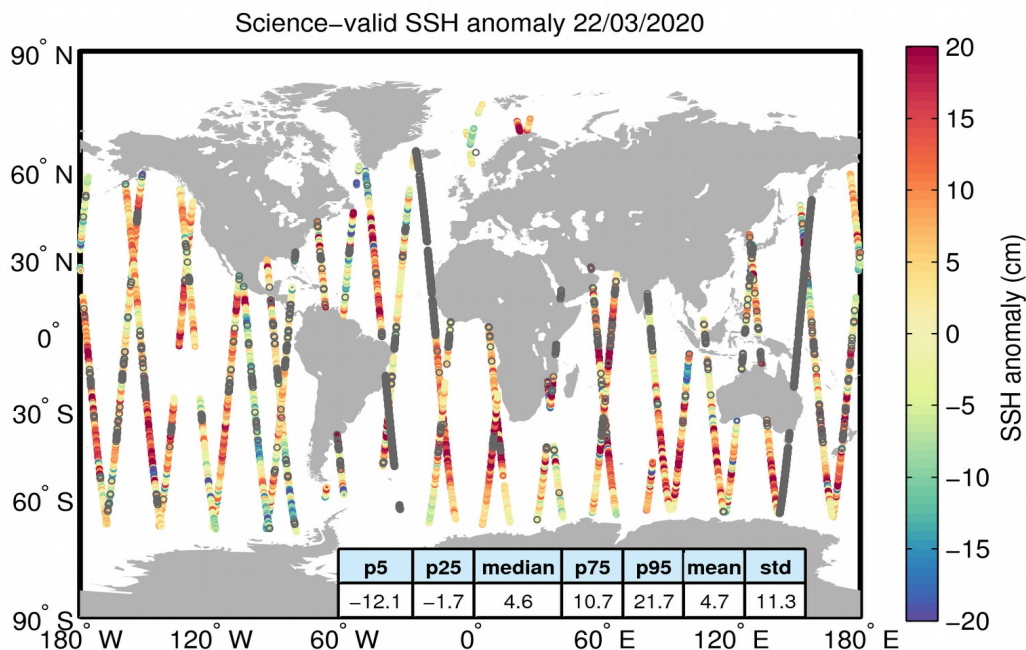 Science−valid SSH anomaly 22/03/2020
90° N
60° N
30° N
0°
30° S
60° S
90° S
180° W
120° W
60° W
0°
60° E
120° E
180° E
p5 p25 median p75 p95 mean std
−12.1 −1.7 4.6 10.7 21.7 4.7 11.3
20
15
10
5
0
−5
−10
−15
−20
SSH anomaly (cm)